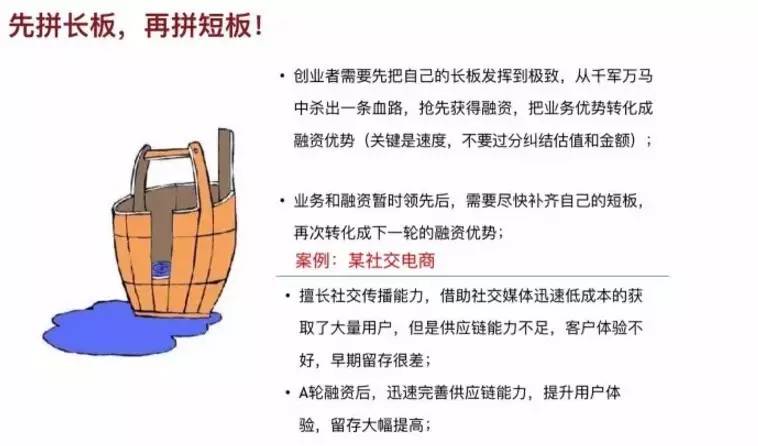 先拼长板，再拼短板！
• 创业者需要先把自己的长板发挥到极致，从千军万马
中杀出一条血路，抢先获得融资，把业务优势转化成
融资优势（关键是速度，不要过分纠结估值和金额）；
• 业务和融资暂时领先后，需要尽快补齐自己的短板，
再次转化成下一轮的融资优势；
案例：某社交电商
• 擅长社交传播能力，借助社交媒体迅速低成本的获
取了大量用户，但是供应链能力不足，客户体验不
好，早期留存很差；
• A轮融资后，迅速完善供应链能力，提升用户体
验，留存大幅提高；